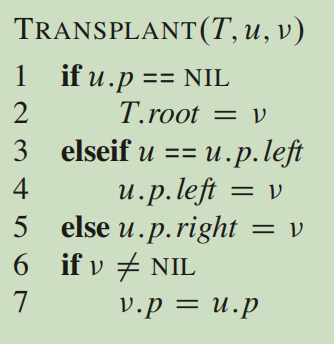 TRANSPLANT(T, u, v)
1 if u.p == NIL
2 T.root = v
3 elseif u == u.p.left
4 u.p.left = v
5 else u.p.right = v
6 if v ≠ NIL
7 v.p = u.p